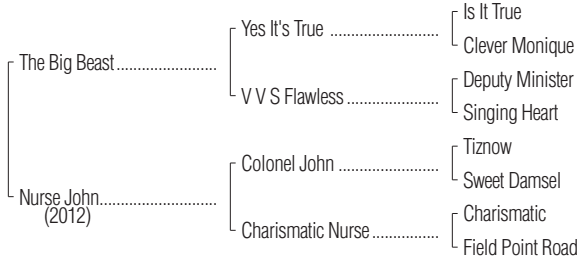 Is It True
Yes It's True ........................
Clever Monique
The Big Beast ........................
Deputy Minister
V V S Flawless .....................
Singing Heart
Tiznow
Colonel John .......................
Sweet Damsel
Nurse John...........................
(2012)
Charismatic
Charismatic Nurse ...............
Field Point Road